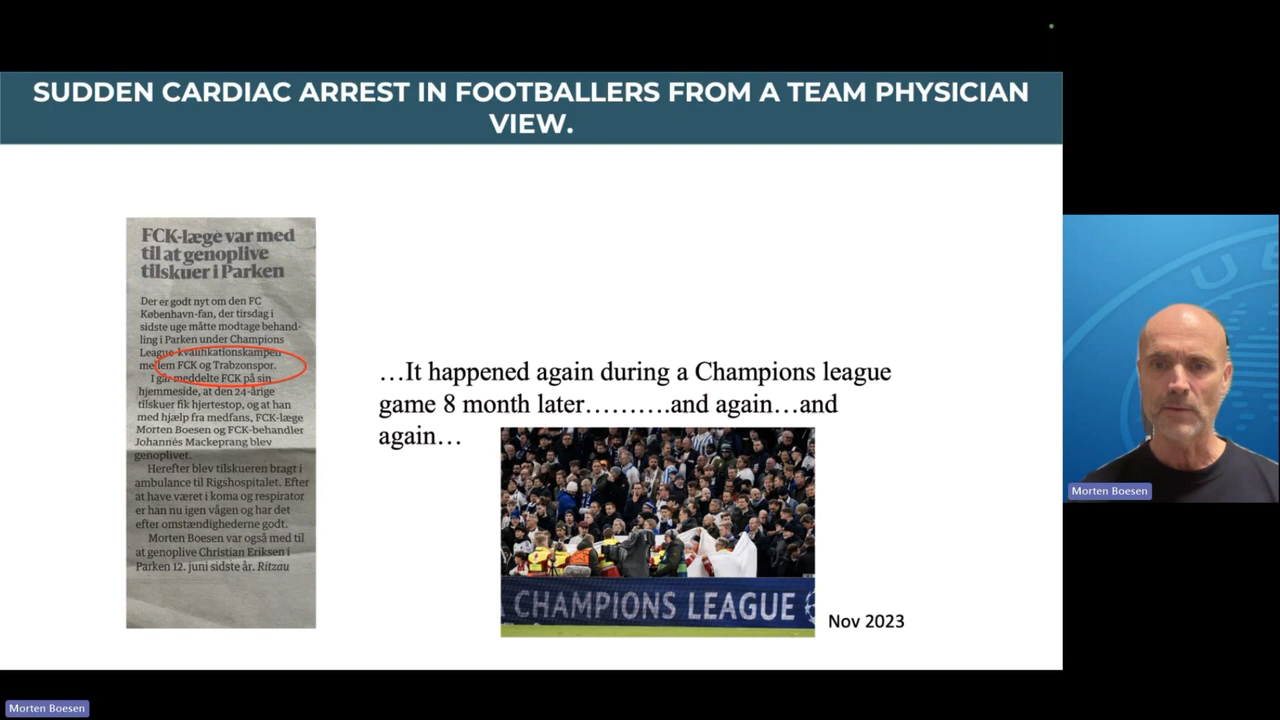 SUDDEN CARDIAC ARREST IN FOOTBALLERS FROM A TEAM PHYSICIAN
VIEW.
FCK-læge var med
til at genoplive
tilskuer i Parken
Der er godt nyt om den FC
København-fan, der tirsdag i
sidste uge måtte modtage behand-
ling i Parken under Champions
League-kvalifikationskampen
mellem FCK og Trabzonspor.
I går meddelte FCK på sin
hjemmeside, at den 24-årige
tilskuer fik hjertestop, og at han
med hjælp fra medfans, FCK-læge
Morten Boesen og FCK-behandler
Johannes Mackeprang blev
genoplivet.
Herefter blev tilskueren bragt i
ambulance til Rigshospitalet. Efter
at have været i koma og respirator
er han nu igen vågen og har det
efter omstændighederne godt.
Morten Boesen var også med til
at genoplive Christian Eriksen i
Parken 12. juni sidste år. Ritzau
…It happened again during a Champions league
game 8 month later……….and again…and
again…
CHAMPIONS LEAGUE
Nov 2023
UE
Morten Boesen
Morten Boesen